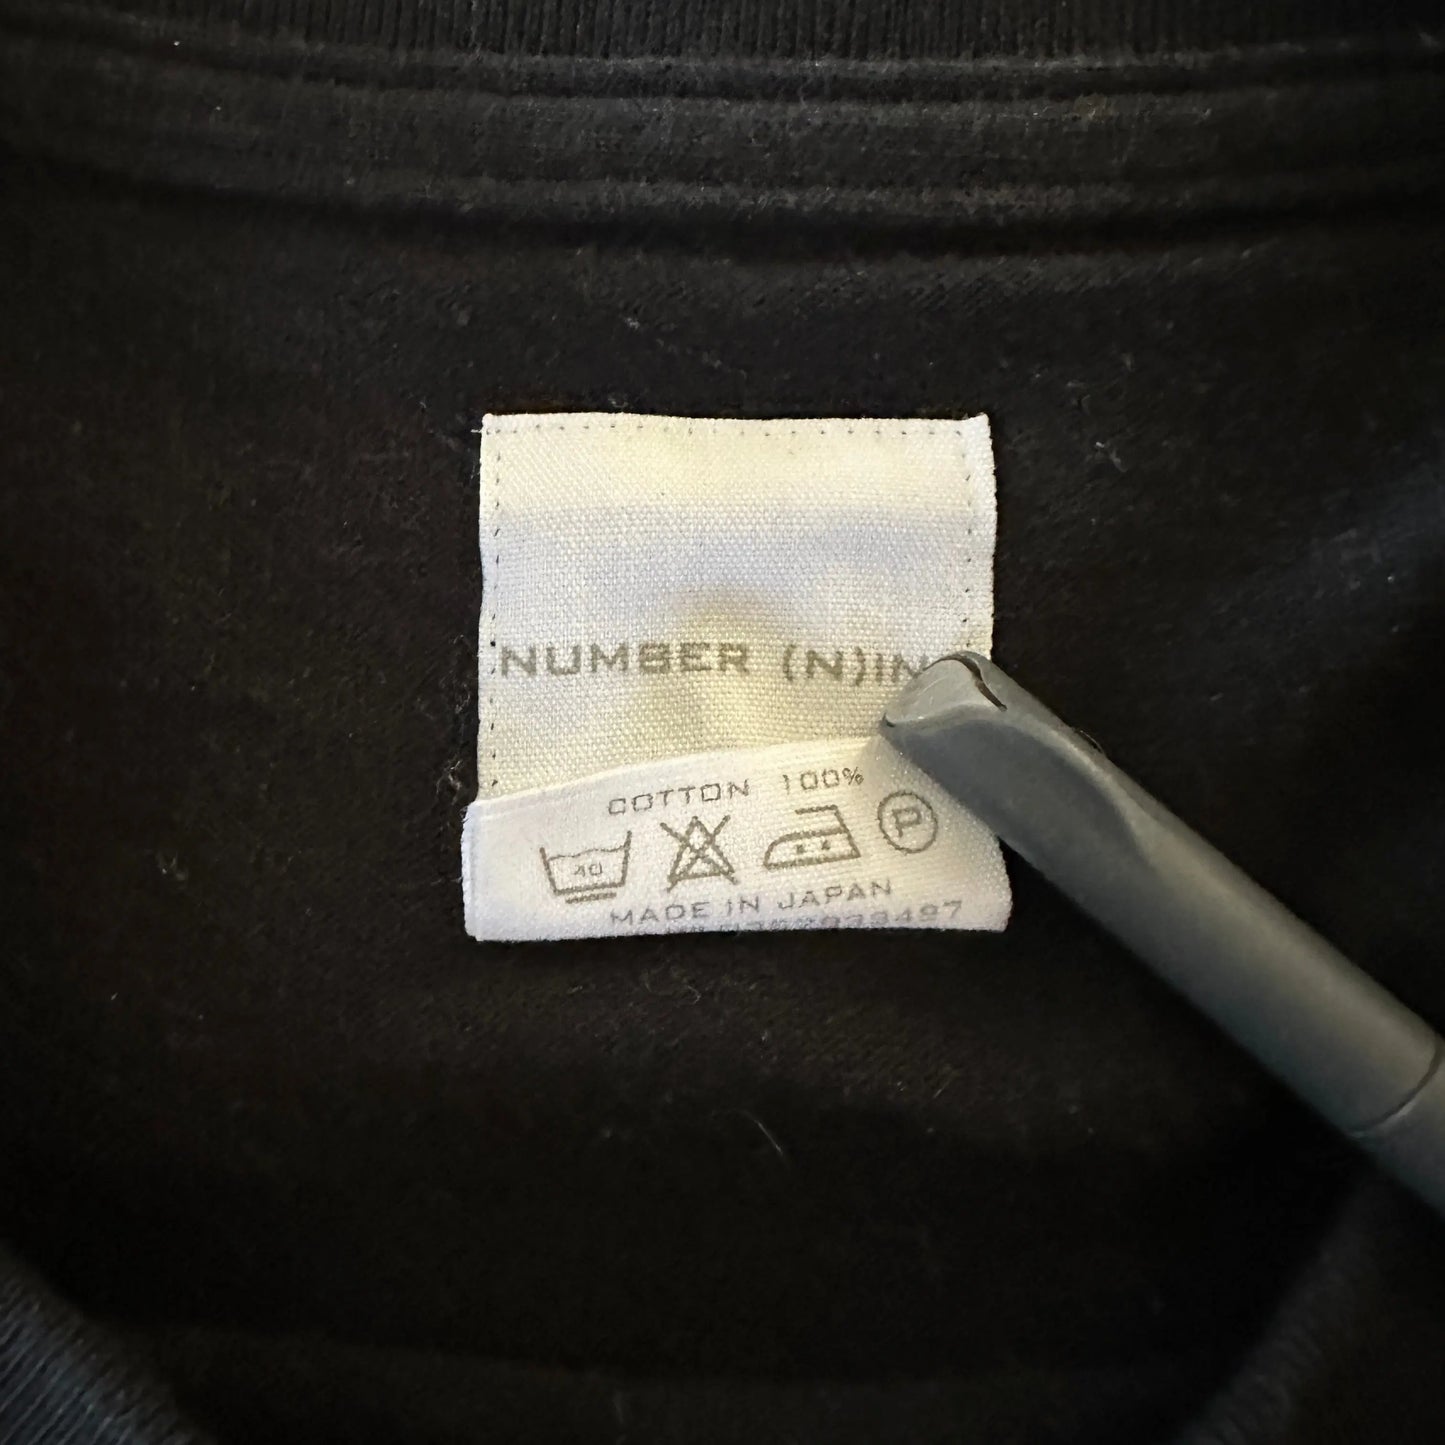 NUMBER (N)IN
COTTON 100%
40 P
MADE IN JAPAN